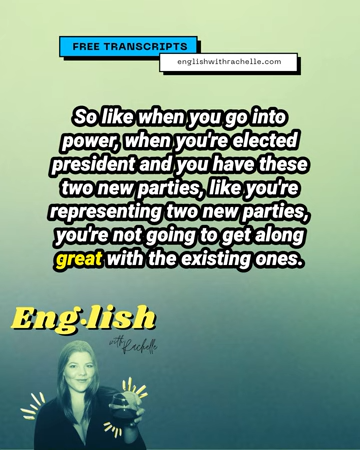 FREE TRANSCRIPTS
englishwithrachelle.com
So like when you go into
power, when you're elected
president and you have these
two new parties, like you're
representing two new parties,
you're not going to get along
great with the existing ones.
Eng·lish
with Rachelle